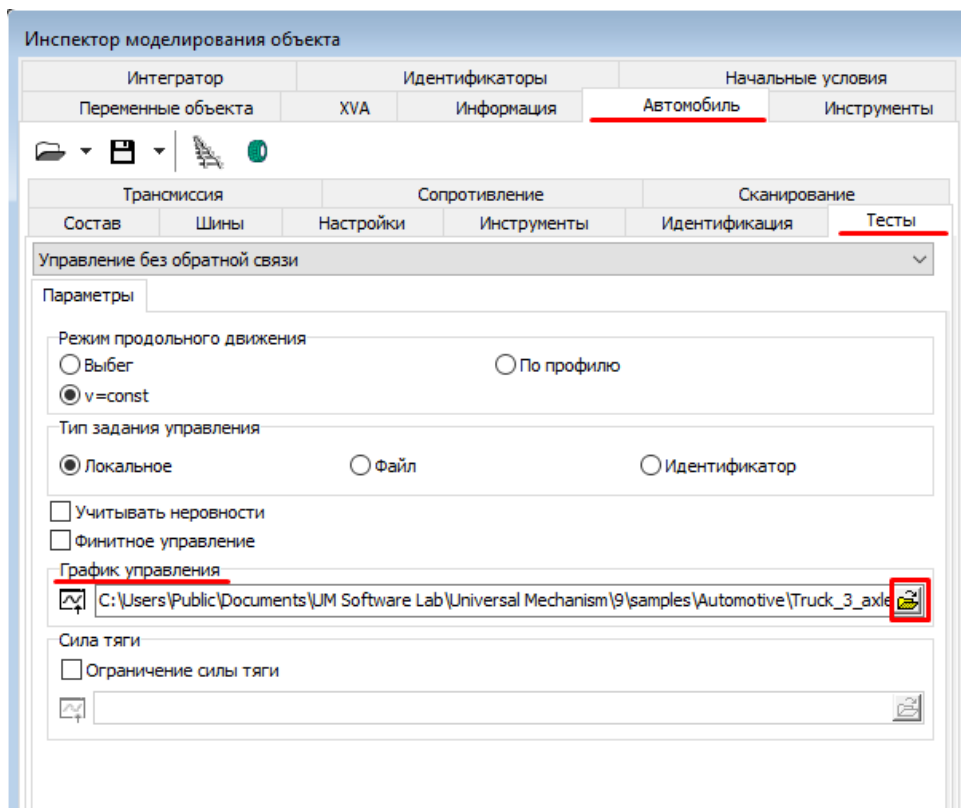 Инспектор моделирования объекта
Интегратор Идентификаторы Начальные условия
Переменные объекта XVA Информация Автомобиль Инструменты
Трансмиссия Сопротивление Сканирование
Состав Шины Настройки Инструменты Идентификация Тесты
Управление без обратной связи
Параметры
Режим продольного движения
Выбег По профилю
v=const
Тип задания управления
Локальное Файл Идентификатор
Учитывать неровности
Финитное управление
График управления
C:\Users\Public\Documents\UM Software Lab\Universal Mechanism\9\samples\Automotive\Truck_3_axle
Сила тяги
Ограничение силы тяги